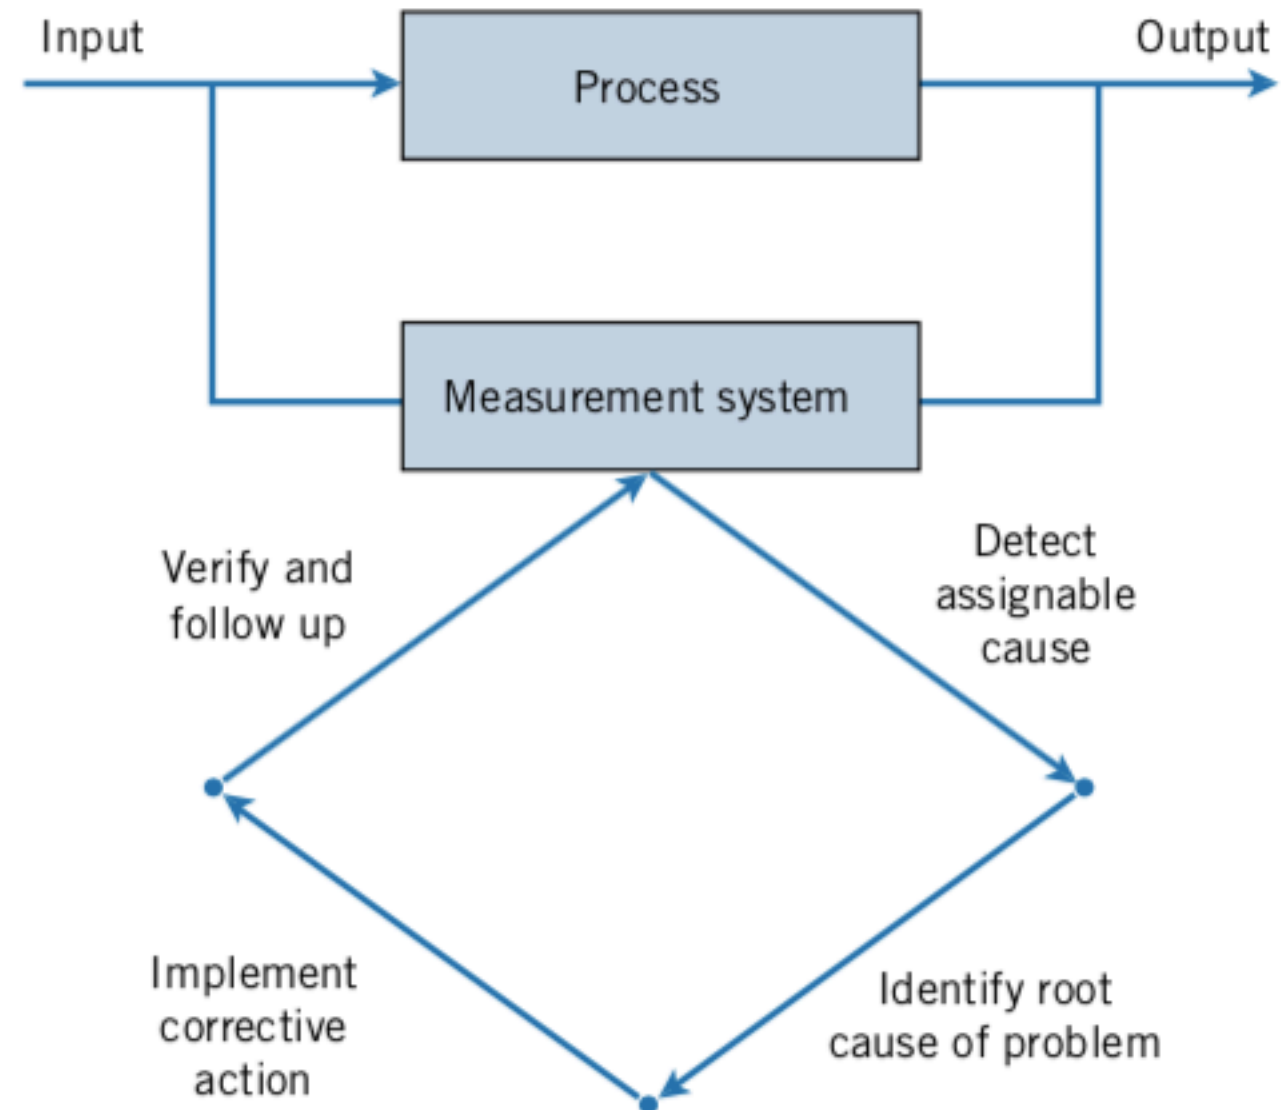 Input
Output
Process
Measurement system
Verify and
follow up
Detect
assignable
cause
Implement
corrective
action
Identify root
cause of problem